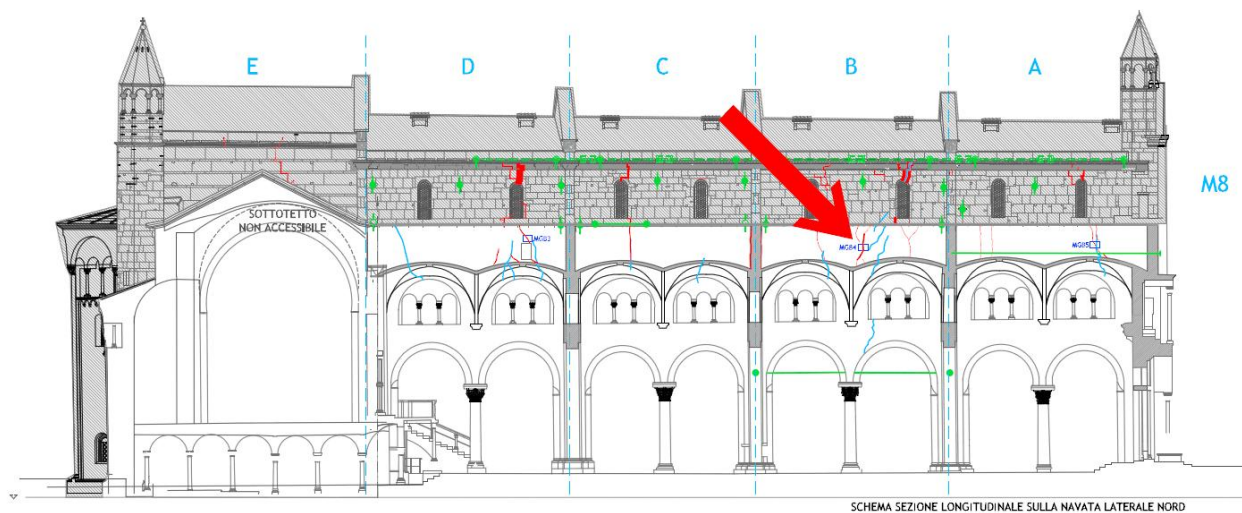 E D C B A
M8
SOTTOTETTO
NON ACCESSIBILE
MG03
MG04
MG05
SCHEMA SEZIONE LONGITUDINALE SULLA NAVATA LATERALE NORD